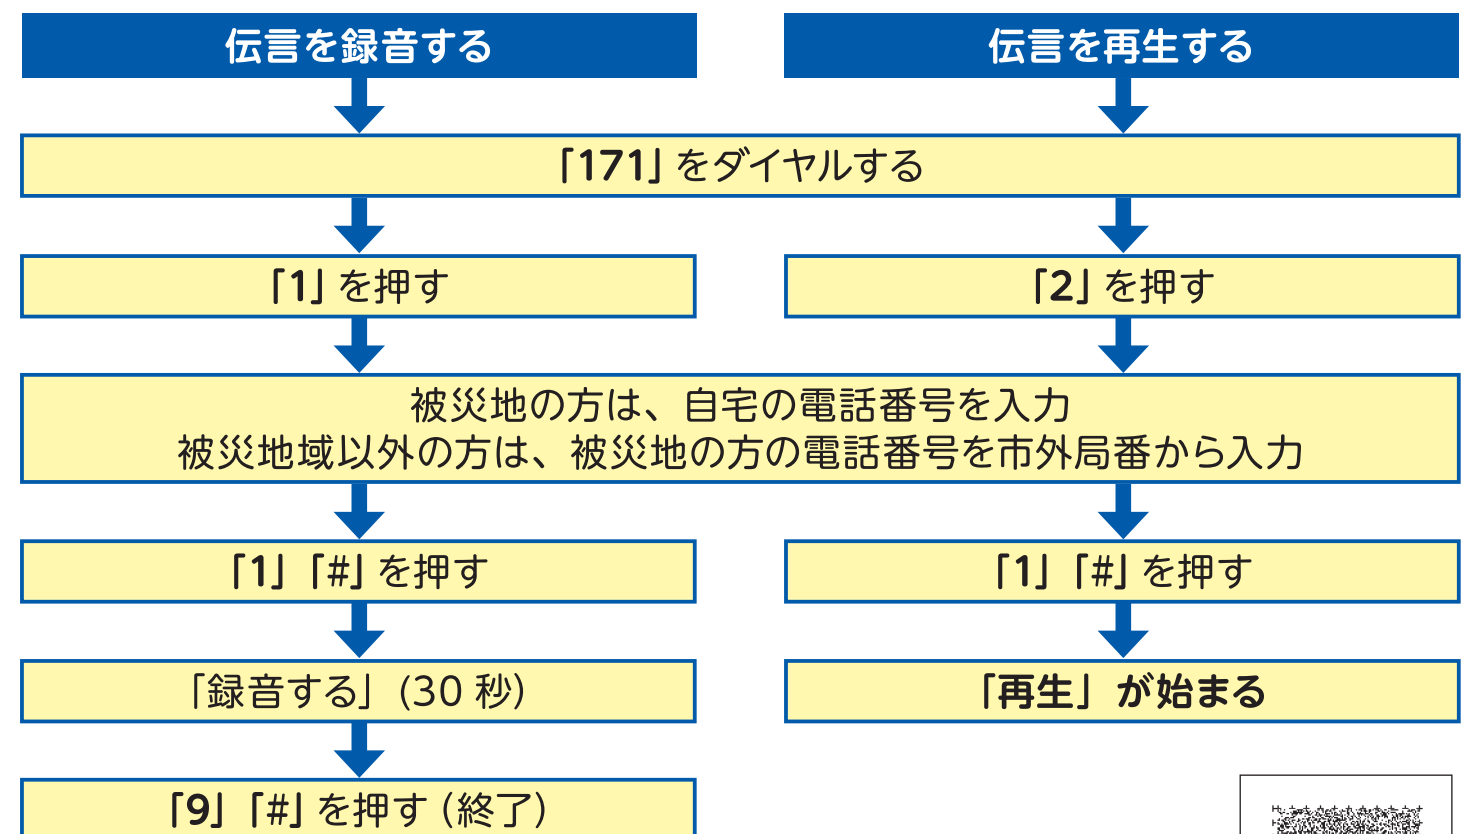 伝言を録音する
伝言を再生する
「171」をダイヤルする
「1」を押す
「2」を押す
被災地の方は、自宅の電話番号を入力
被災地域以外の方は、被災地の方の電話番号を市外局番から入力
「1」「#」を押す
「1」「#」を押す
「録音する」(30 秒)
「再生」が始まる
「9」「#」を押す(終了)